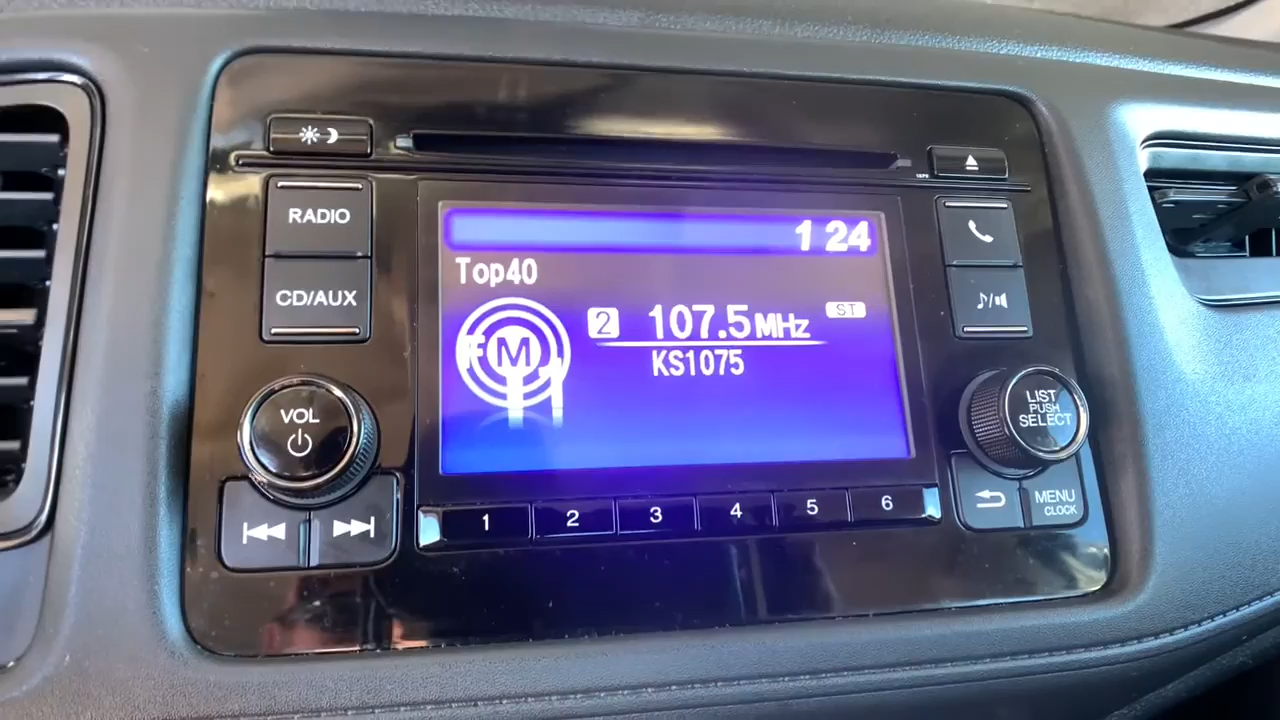 RADIO
CD/AUX
1 24
Top40
FM
2 107.5MHz ST
KS1075
VOL
LIST
PUSH
SELECT
1 2 3 4 5 6
MENU
CLOCK